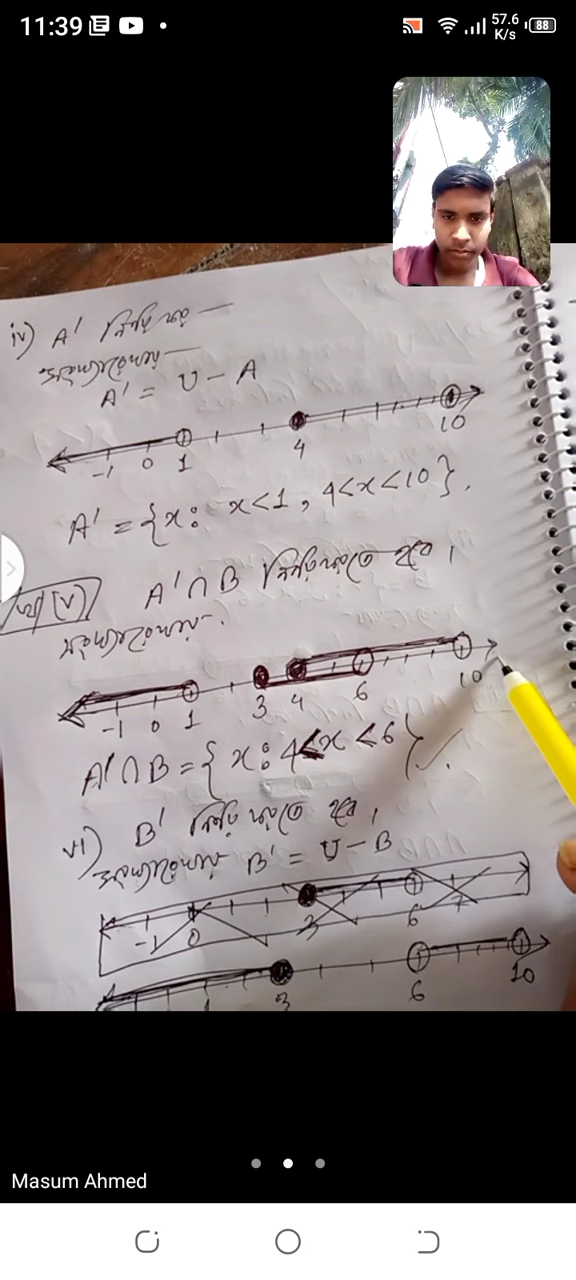 11:39
57.6
K/s
88
iv) A' নির্ণয় কর —
সমাধানঃ —
A' = U - A
-1 0 1 4 10
A' = {x: x<1, 4<x<10}.
A'∩B নির্ণয় করতে হবে।
-1 0 1 3 4 6 10
A'∩B = { x: 4<x<6}
vi) B' নির্ণয় করতে হবে,
B' = U - B
-1 0 3 6 7
3 6 10
Masum Ahmed